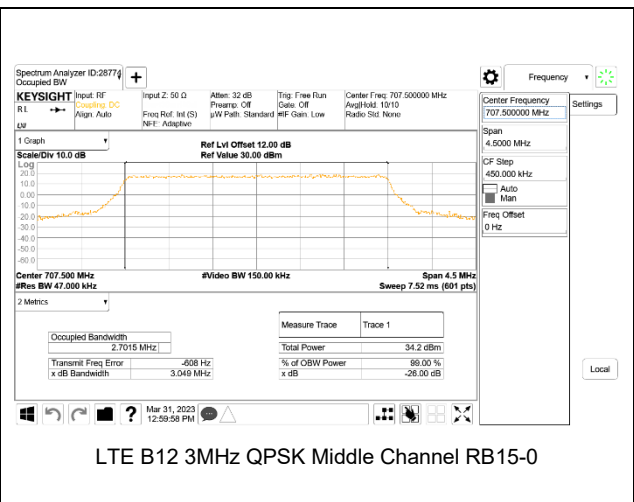 Spectrum Analyzer ID:28774
Occupied BW
Frequency
KEYSIGHT Input: RF
R L
Coupling: DC
Align: Auto
Input Z: 50 Ω
Freq Ref: Int (S)
NFE: Adaptive
Atten: 32 dB
Preamp: Off
µW Path: Standard
Trig: Free Run
Gate: Off
#IF Gain: Low
Center Freq: 707.500000 MHz
Avg|Hold: 10/10
Radio Std: None
Center Frequency
707.500000 MHz
Settings
Span
4.5000 MHz
CF Step
450.000 kHz
Auto
Man
Freq Offset
0 Hz
1 Graph
Scale/Div 10.0 dB
Ref Lvl Offset 12.00 dB
Ref Value 30.00 dBm
Log
20.0
10.0
0.00
-10.0
-20.0
-30.0
-40.0
-50.0
-60.0
Center 707.500 MHz
#Res BW 47.000 kHz
#Video BW 150.00 kHz
Span 4.5 MHz
Sweep 7.52 ms (601 pts)
2 Metrics
Occupied Bandwidth
2.7015 MHz
Transmit Freq Error -608 Hz
x dB Bandwidth 3.049 MHz
Measure Trace Trace 1
Total Power 34.2 dBm
% of OBW Power 99.00 %
x dB -26.00 dB
Local
Mar 31, 2023
12:59:58 PM
LTE B12 3MHz QPSK Middle Channel RB15-0